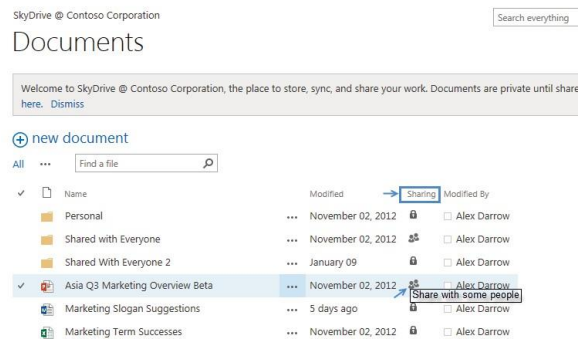 SkyDrive @ Contoso Corporation
Search everything
Documents
Welcome to SkyDrive @ Contoso Corporation, the place to store, sync, and share your work. Documents are private until share
here. Dismiss
new document
All ••• Find a file
Name Modified Sharing Modified By
Personal ••• November 02, 2012 Alex Darrow
Shared with Everyone ••• November 02, 2012 Alex Darrow
Shared With Everyone 2 ••• January 09 Alex Darrow
Asia Q3 Marketing Overview Beta ••• November 02, 2012 Alex Darrow
Share with some people
Marketing Slogan Suggestions ••• 5 days ago Alex Darrow
Marketing Term Successes ••• November 02, 2012 Alex Darrow